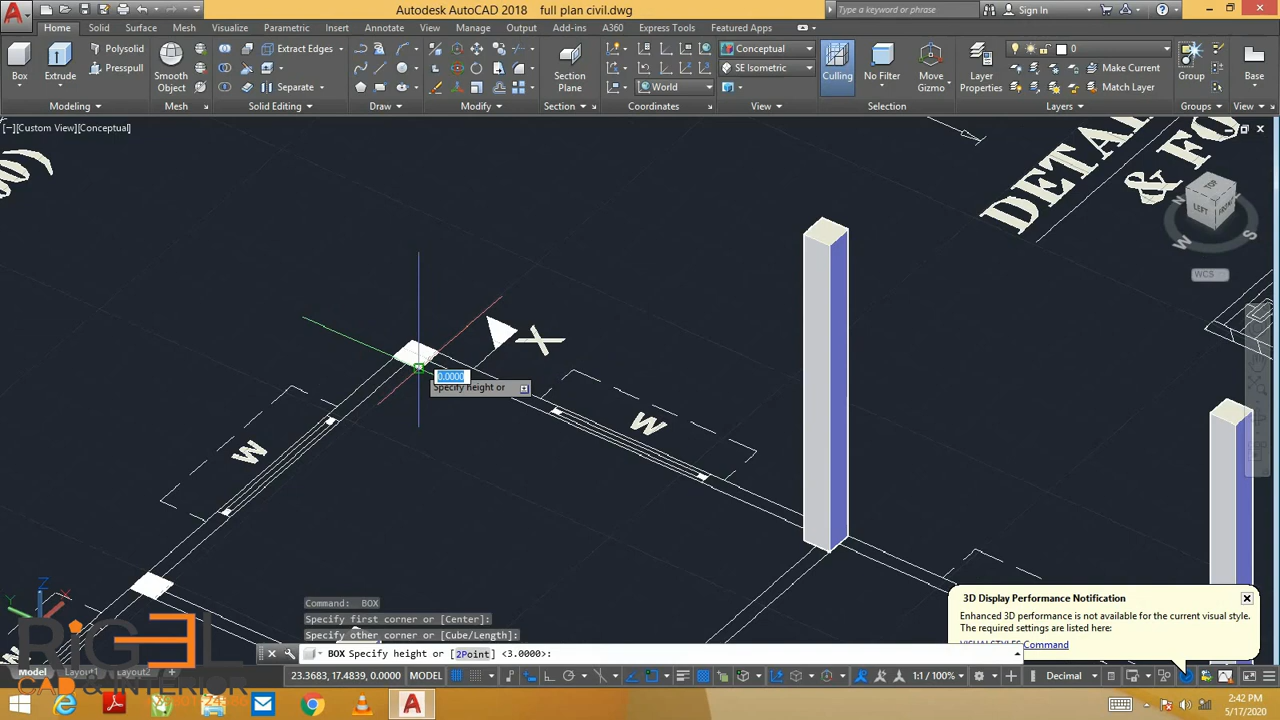 Autodesk AutoCAD 2018 full plan civil.dwg
Type a keyword or phrase
Sign In
Home Solid Surface Mesh Visualize Parametric Insert Annotate View Manage Output Add-ins A360 Express Tools Featured Apps
Box
Extrude
Polysolid
Presspull
Smooth Object
Extract Edges
Separate
Section Plane
World
Conceptual
SE Isometric
Culling
No Filter
Move Gizmo
Layer Properties
0
Make Current
Match Layer
Group
Base
Modeling Mesh Solid Editing Draw Modify Section Coordinates View Selection Layers Groups View
[−][Custom View][Conceptual]
DETAI
& FO
TOP
LEFT
FRONT
N
W
S
WCS
X
0.0000
Specify height or
W
W
Z
Y
X
Command: BOX
Specify first corner or [Center]:
Specify other corner or [Cube/Length]:
BOX Specify height or [2Point] <3.0000>:
3D Display Performance Notification
Enhanced 3D performance is not available for the current visual style.
The required settings are listed here:
VISUALSTYLES Command
RIGEL
CAD & INTERIOR
Model Layout1 Layout2
23.3683, 17.4839, 0.0000 MODEL
1:1 / 100%
Decimal
2:42 PM
5/17/2020